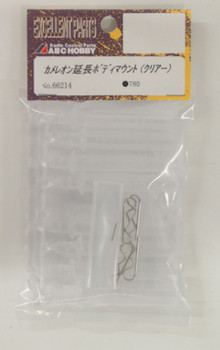 EXCELLENT PARTS
Radio Control Parts
ABC HOBBY
カメレオン延長ボディマウント(クリアー)
No.66214
●780